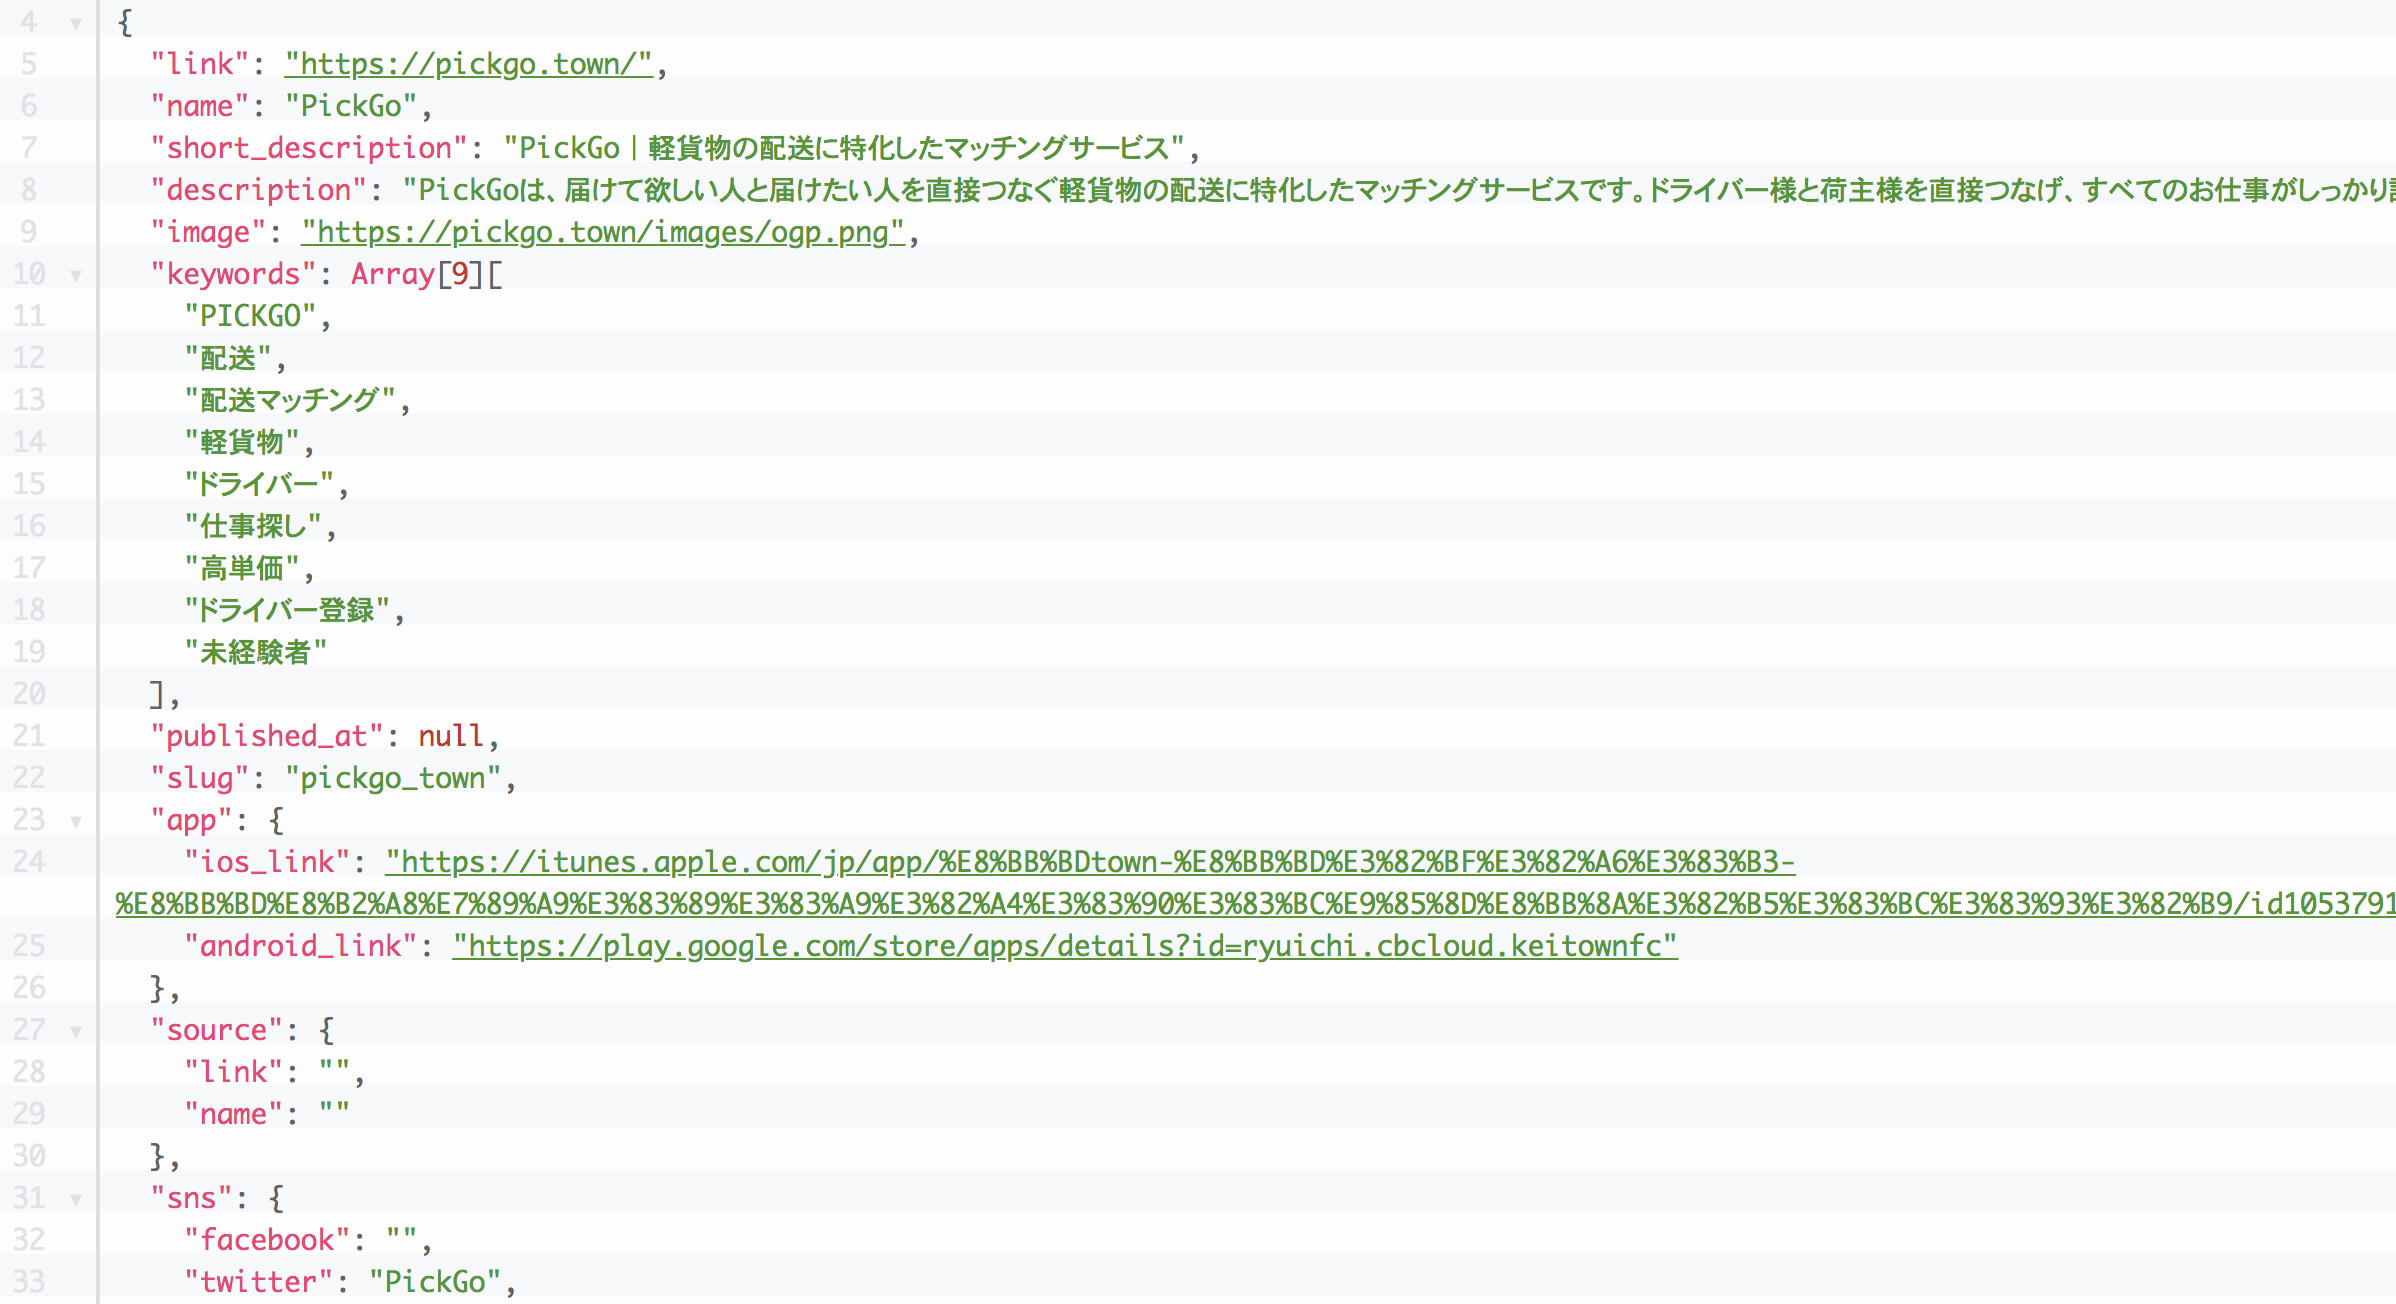 4 ▼ {
5 "link": "https://pickgo.town/",
6 "name": "PickGo",
7 "short_description": "PickGo｜軽貨物の配送に特化したマッチングサービス",
8 "description": "PickGoは、届けて欲しい人と届けたい人を直接つなぐ軽貨物の配送に特化したマッチングサービスです。ドライバー様と荷主様を直接つなげ、すべてのお仕事がしっかり
9 "image": "https://pickgo.town/images/ogp.png",
10 ▼ "keywords": Array[9][
11 "PICKGO",
12 "配送",
13 "配送マッチング",
14 "軽貨物",
15 "ドライバー",
16 "仕事探し",
17 "高単価",
18 "ドライバー登録",
19 "未経験者"
20 ],
21 "published_at": null,
22 "slug": "pickgo_town",
23 ▼ "app": {
24 "ios_link": "https://itunes.apple.com/jp/app/%E8%BB%BDtown-%E8%BB%BD%E3%82%BF%E3%82%A6%E3%83%B3-
%E8%BB%BD%E8%B2%A8%E7%89%A9%E3%83%89%E3%83%A9%E3%82%A4%E3%83%90%E3%83%BC%E9%85%8D%E8%BB%8A%E3%82%B5%E3%83%BC%E3%83%93%E3%82%B9/id1053791
25 "android_link": "https://play.google.com/store/apps/details?id=ryuichi.cbcloud.keitownfc"
26 },
27 ▼ "source": {
28 "link": "",
29 "name": ""
30 },
31 ▼ "sns": {
32 "facebook": "",
33 "twitter": "PickGo",